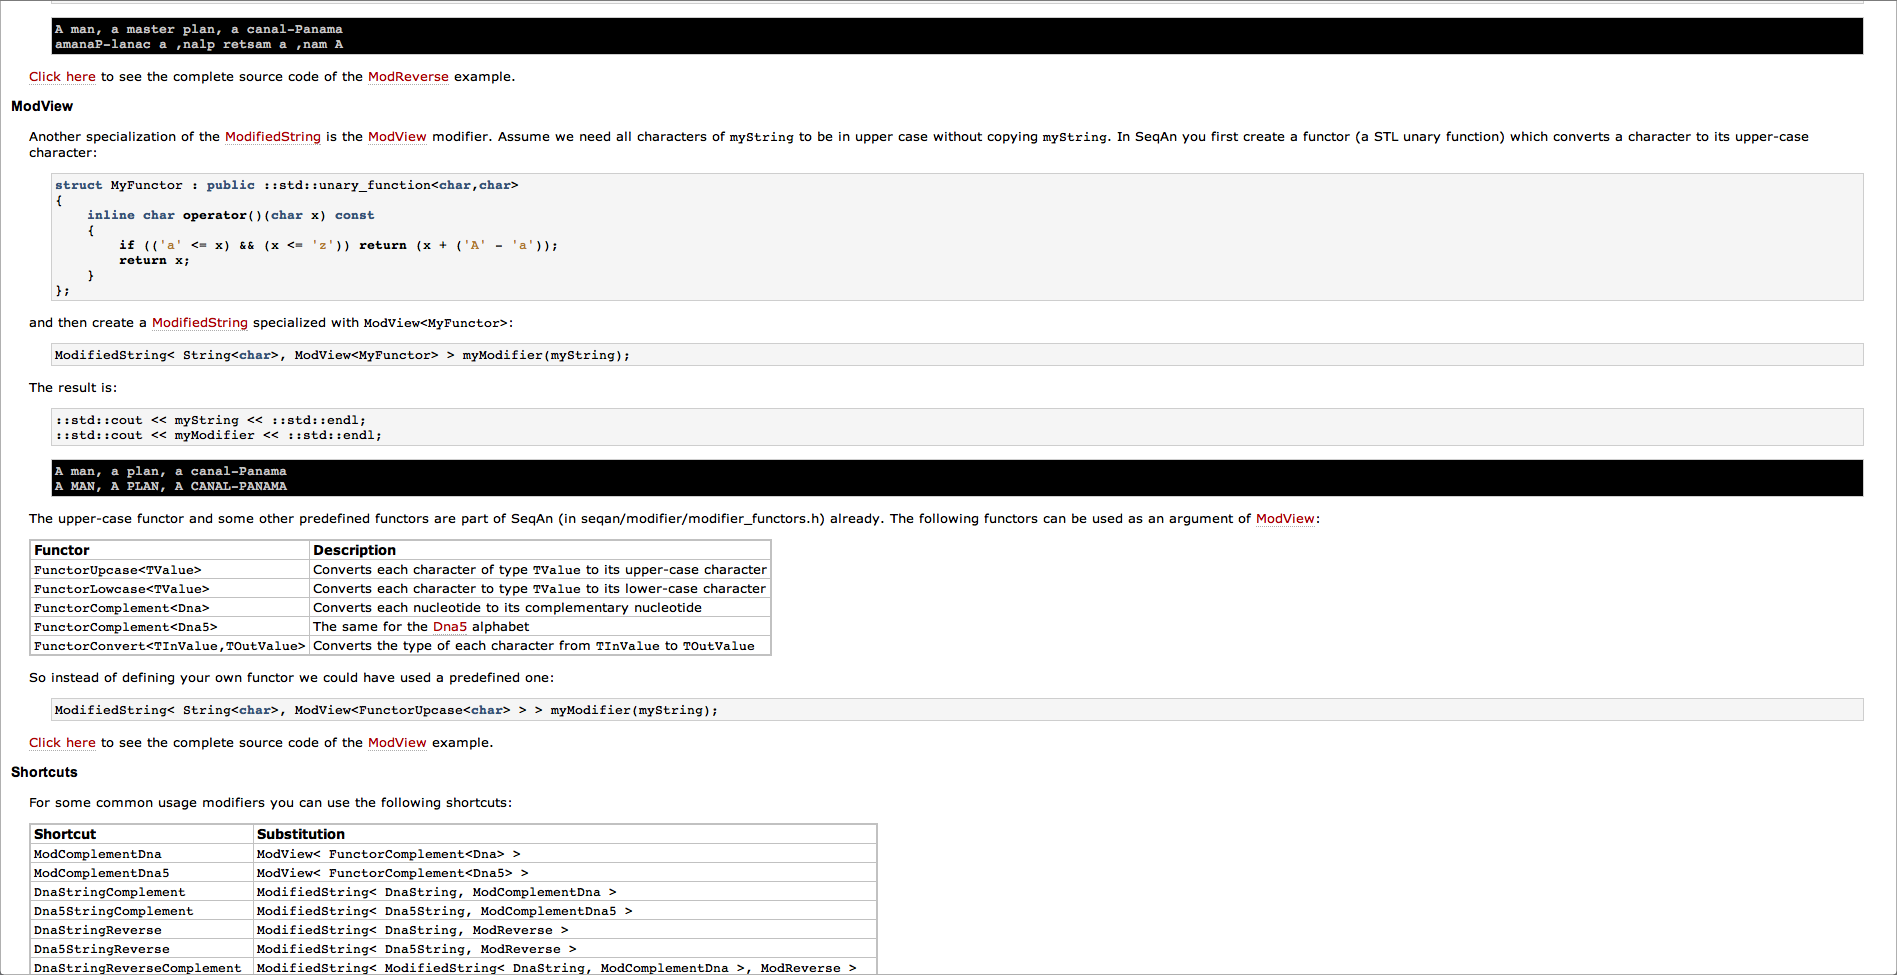 A man, a master plan, a canal-Panama
amanaP-lanac a ,nalp retsam a ,nam A
Click here to see the complete source code of the ModReverse example.
ModView
Another specialization of the ModifiedString is the ModView modifier. Assume we need all characters of myString to be in upper case without copying myString. In SeqAn you first create a functor (a STL unary function) which converts a character to its upper-case
character:
struct MyFunctor : public ::std::unary_function<char,char>
{
    inline char operator()(char x) const
    {
        if (('a' <= x) && (x <= 'z')) return (x + ('A' - 'a'));
        return x;
    }
};
and then create a ModifiedString specialized with ModView<MyFunctor>:
ModifiedString< String<char>, ModView<MyFunctor> > myModifier(myString);
The result is:
::std::cout << myString << ::std::endl;
::std::cout << myModifier << ::std::endl;
A man, a plan, a canal-Panama
A MAN, A PLAN, A CANAL-PANAMA
The upper-case functor and some other predefined functors are part of SeqAn (in seqan/modifier/modifier_functors.h) already. The following functors can be used as an argument of ModView:
Functor Description
FunctorUpcase<TValue> Converts each character of type TValue to its upper-case character
FunctorLowcase<TValue> Converts each character to type TValue to its lower-case character
FunctorComplement<Dna> Converts each nucleotide to its complementary nucleotide
FunctorComplement<Dna5> The same for the Dna5 alphabet
FunctorConvert<TInValue,TOutValue> Converts the type of each character from TInValue to TOutValue
So instead of defining your own functor we could have used a predefined one:
ModifiedString< String<char>, ModView<FunctorUpcase<char> > > myModifier(myString);
Click here to see the complete source code of the ModView example.
Shortcuts
For some common usage modifiers you can use the following shortcuts:
Shortcut Substitution
ModComplementDna ModView< FunctorComplement<Dna> >
ModComplementDna5 ModView< FunctorComplement<Dna5> >
DnaStringComplement ModifiedString< DnaString, ModComplementDna >
Dna5StringComplement ModifiedString< Dna5String, ModComplementDna5 >
DnaStringReverse ModifiedString< DnaString, ModReverse >
Dna5StringReverse ModifiedString< Dna5String, ModReverse >
DnaStringReverseComplement ModifiedString< ModifiedString< DnaString, ModComplementDna >, ModReverse >